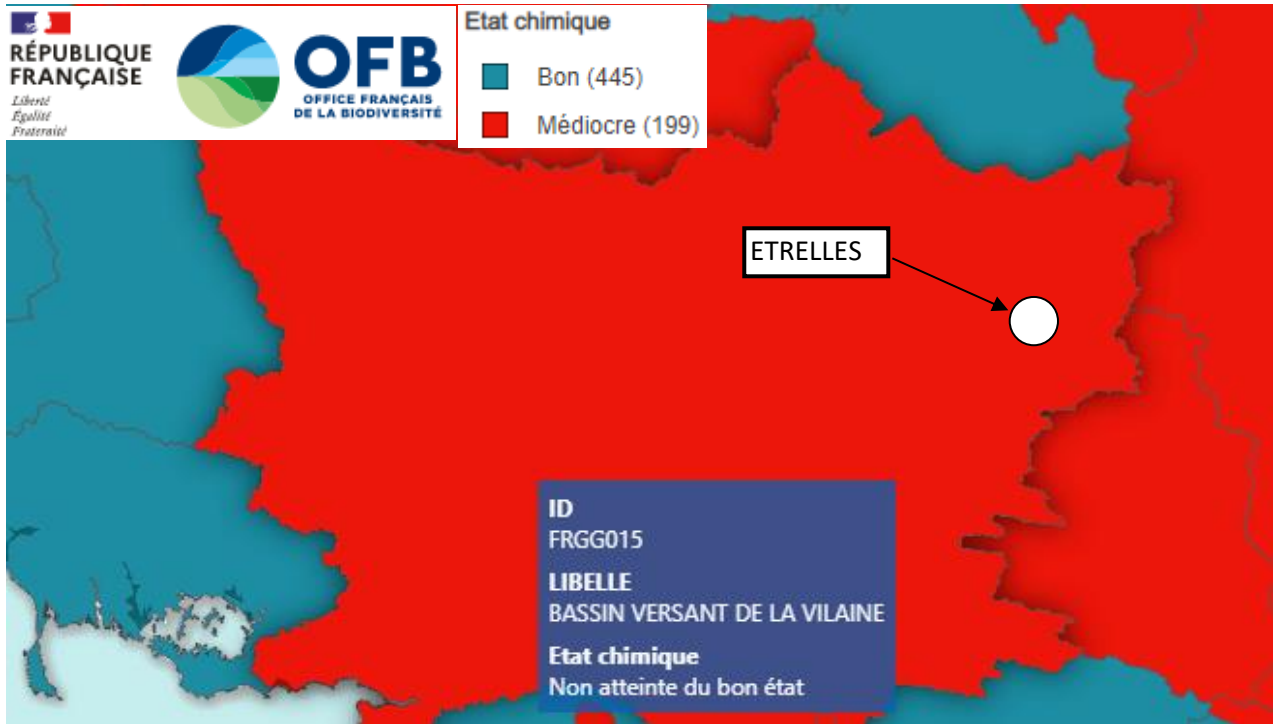 RÉPUBLIQUE
FRANÇAISE
Liberté
Égalité
Fraternité
OFB
OFFICE FRANÇAIS
DE LA BIODIVERSITÉ
Etat chimique
Bon (445)
Médiocre (199)
ETRELLES
ID
FRGG015
LIBELLE
BASSIN VERSANT DE LA VILAINE
Etat chimique
Non atteinte du bon état